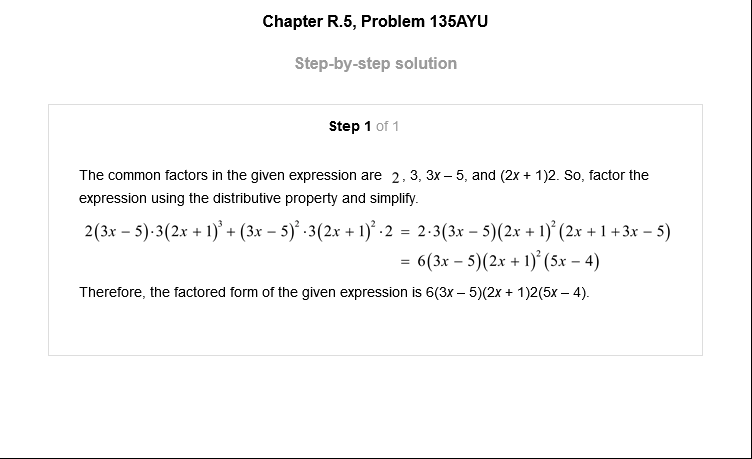 Chapter R.5, Problem 135AYU
Step-by-step solution
Step 1 of 1
The common factors in the given expression are 2, 3, 3x – 5, and (2x + 1)2. So, factor the
expression using the distributive property and simplify.
2(3x − 5)·3(2x + 1)³ + (3x − 5)² ·3(2x + 1)² ·2 = 2·3(3x − 5)(2x + 1)² (2x + 1 + 3x − 5)
= 6(3x − 5)(2x + 1)² (5x − 4)
Therefore, the factored form of the given expression is 6(3x – 5)(2x + 1)2(5x – 4).